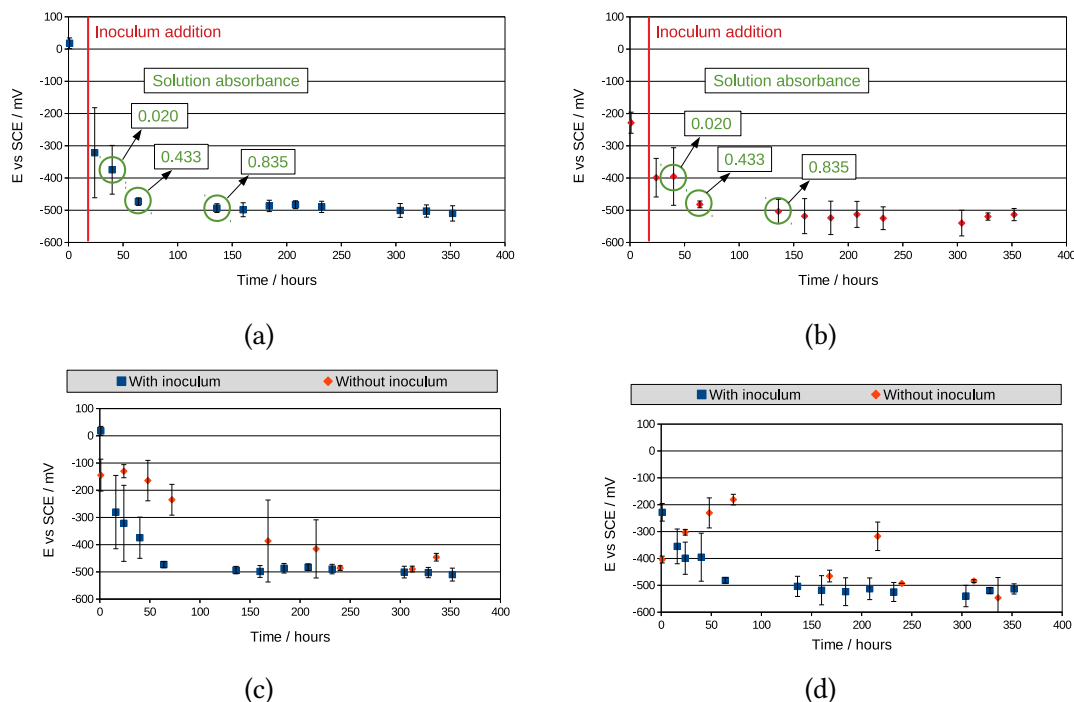 100
0
-100
-200
-300
-400
-500
-600
E vs SCE / mV
Inoculum addition
Solution absorbance
0.020
0.433
0.835
0 50 100 150 200 250 300 350 400
Time / hours
(a)
100
0
-100
-200
-300
-400
-500
-600
E vs SCE / mV
Inoculum addition
Solution absorbance
0.020
0.433
0.835
0 50 100 150 200 250 300 350 400
Time / hours
(b)
With inoculum Without inoculum
100
0
-100
-200
-300
-400
-500
-600
E vs SCE / mV
0 50 100 150 200 250 300 350 400
Time / hours
(c)
With inoculum Without inoculum
100
0
-100
-200
-300
-400
-500
-600
E vs SCE / mV
0 50 100 150 200 250 300 350 400
Time / hours
(d)